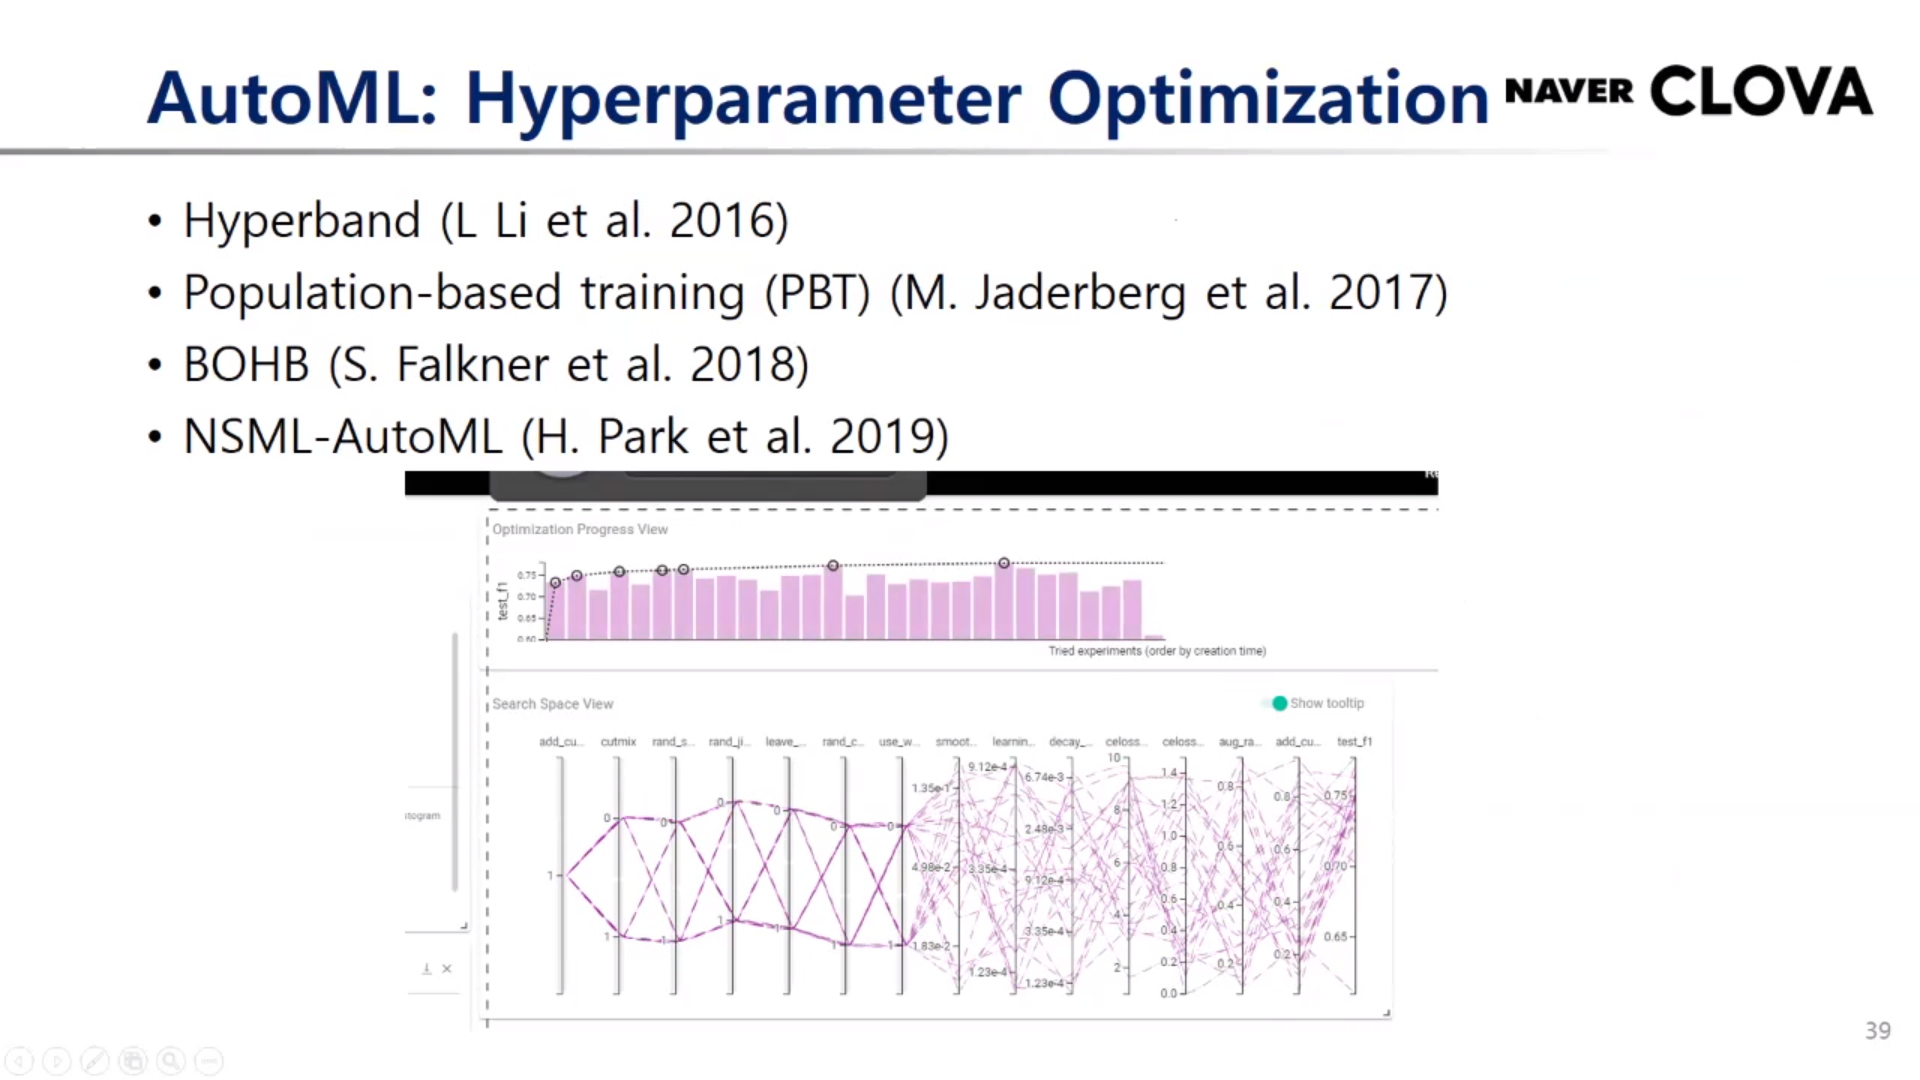 AutoML: Hyperparameter Optimization NAVER CLOVA
• Hyperband (L Li et al. 2016)
• Population-based training (PBT) (M. Jaderberg et al. 2017)
• BOHB (S. Falkner et al. 2018)
• NSML-AutoML (H. Park et al. 2019)
Optimization Progress View
test_f1
0.75
0.70
0.65
0.60
Tried experiments (order by creation time)
Search Space View
Show tooltip
add_cu... cutmix rand_s... rand_ji... leave_... rand_c... use_w... smoot... learnin... decay_... celoss... celoss... aug_ra... add_cu... test_f1
1
0 1
0 1
0 1
0 1
0 1
0 1
1.35e-1 4.98e-2 1.83e-2
9.12e-4 3.35e-4 1.23e-4
6.74e-3 2.48e-3 9.12e-4 3.35e-4 1.23e-4
10 8 6 4 2
1.4 1.2 1.0 0.8 0.6 0.4 0.2 0.0
0.8 0.6 0.4 0.2
0.8 0.6 0.4 0.2
0.75 0.70 0.65
togram
39